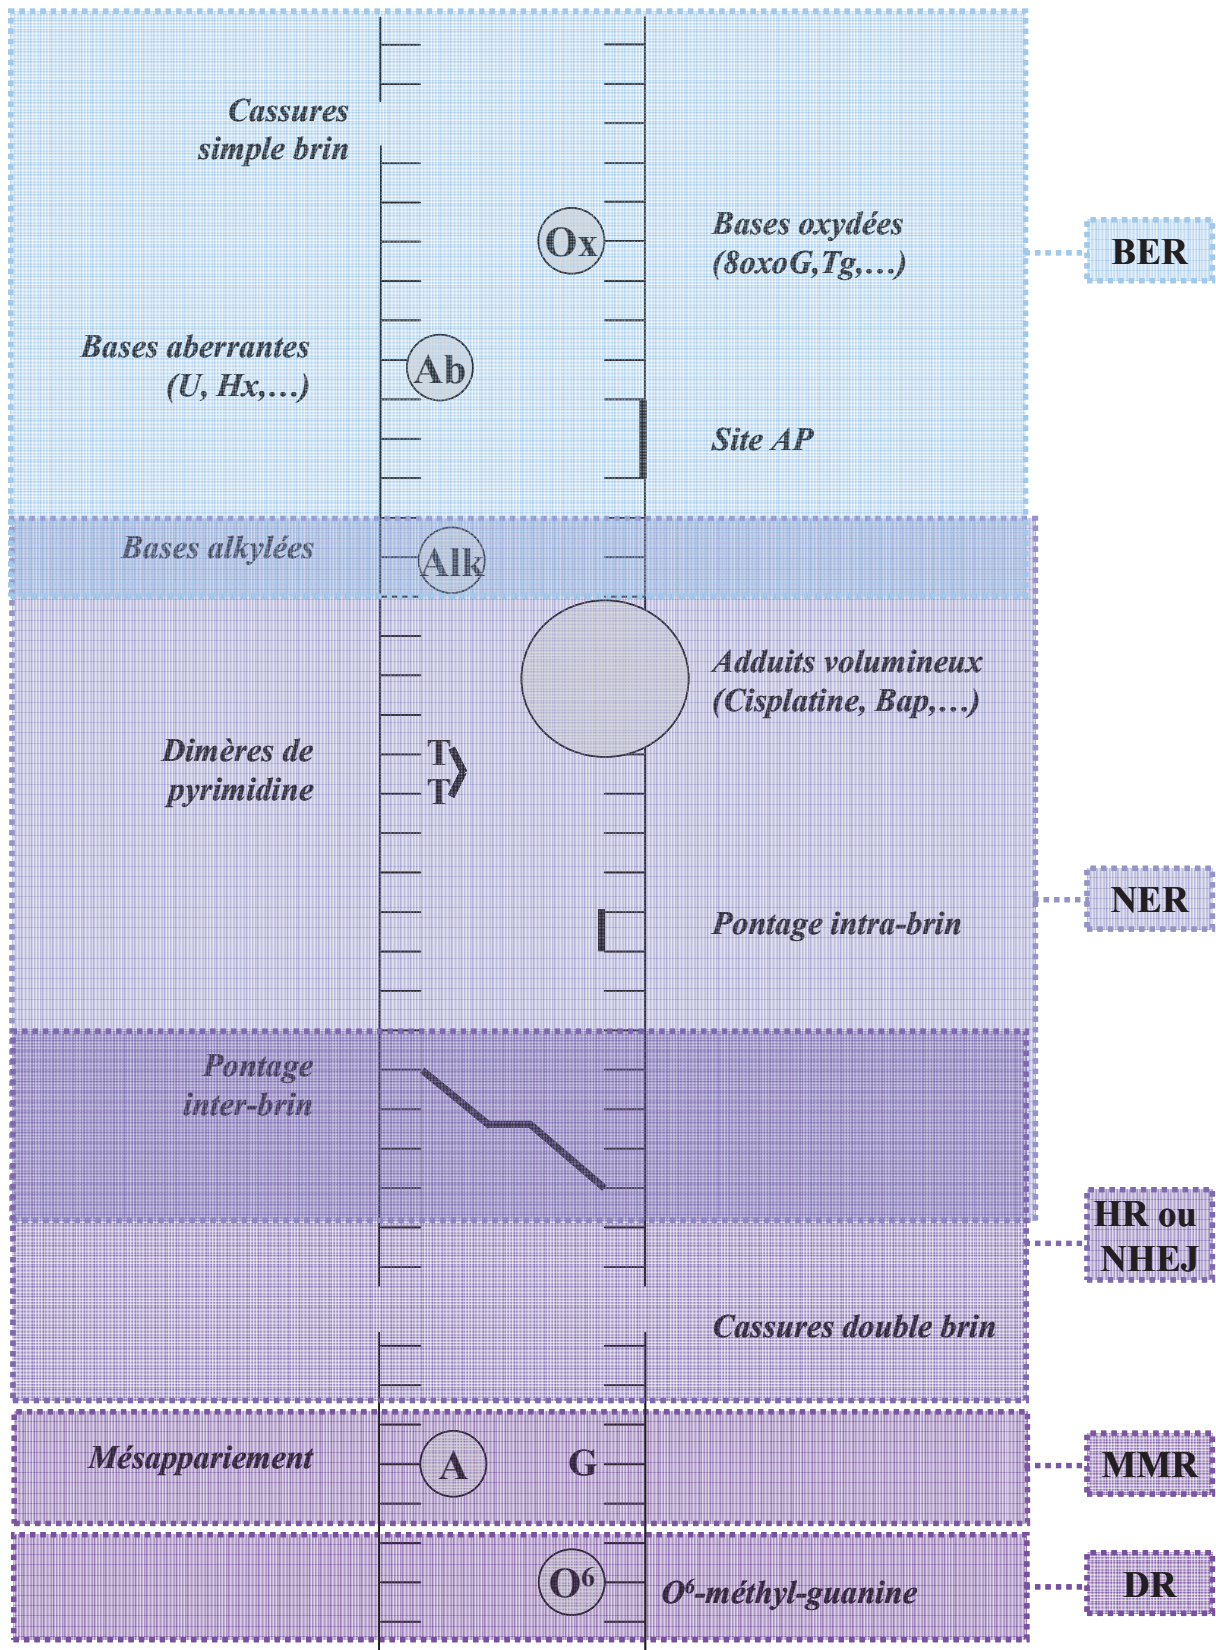 Cassures
simple brin
Ox
Bases oxydées
(8oxoG,Tg,…)
BER
Bases aberrantes
(U, Hx,…)
Ab
Site AP
Bases alkylées
Alk
Adduits volumineux
(Cisplatine, Bap,…)
Dimères de
pyrimidine
T
T
NER
Pontage intra-brin
Pontage
inter-brin
HR ou
NHEJ
Cassures double brin
Mésappariement
A
G
MMR
O⁶
O⁶-méthyl-guanine
DR